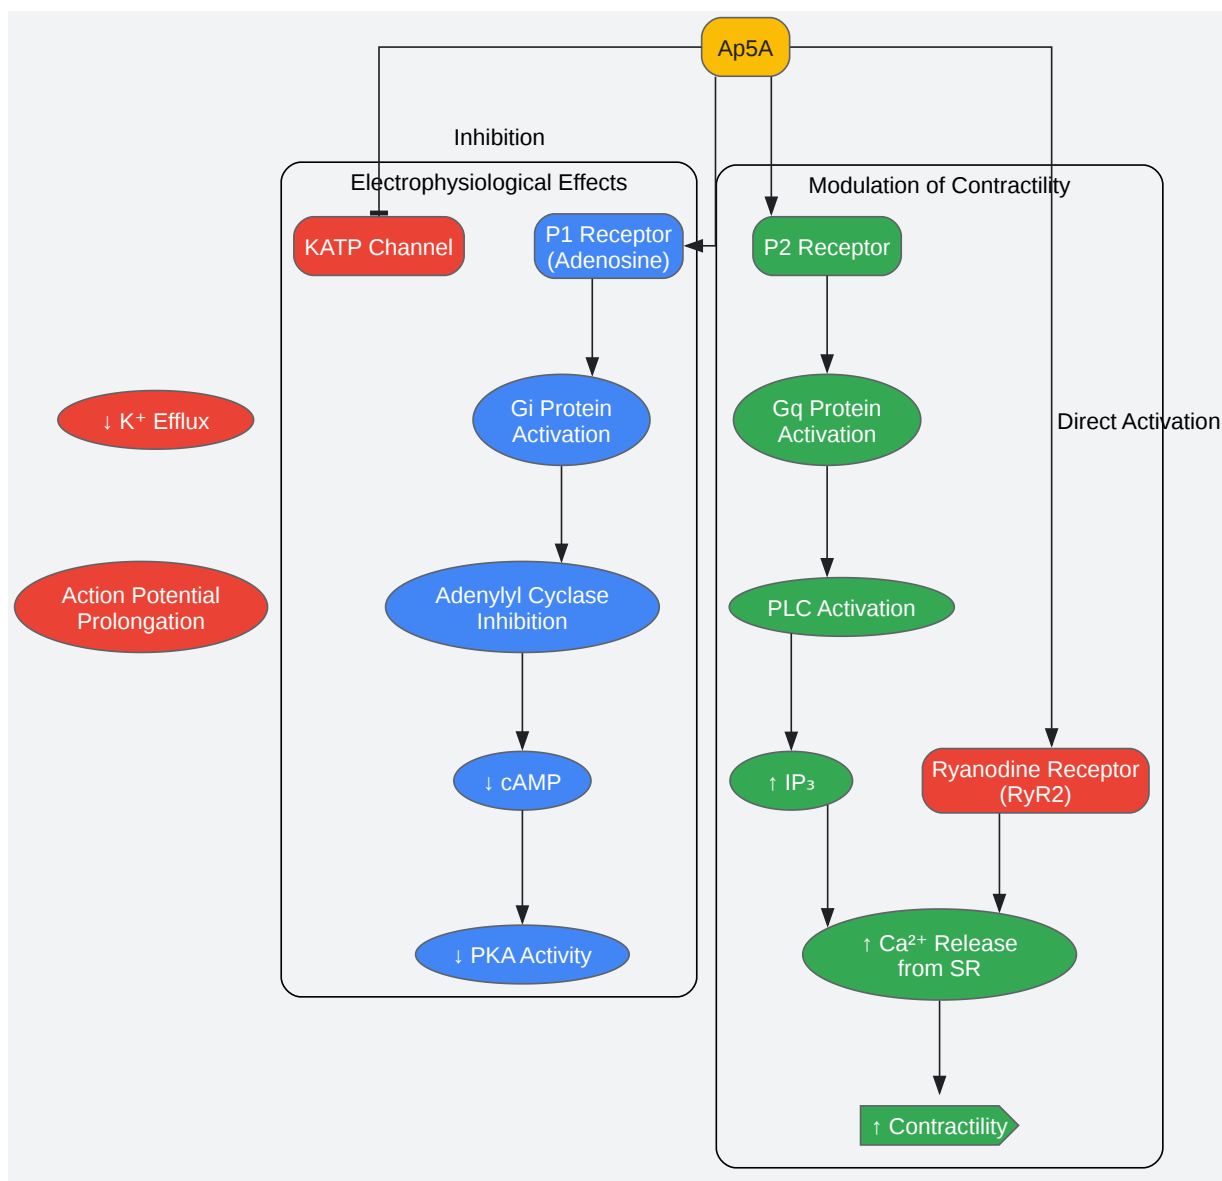 Ap5A
Inhibition
Electrophysiological Effects
Modulation of Contractility
KATP Channel
P1 Receptor
(Adenosine)
P2 Receptor
↓ K⁺ Efflux
Gi Protein
Activation
Gq Protein
Activation
Direct Activation
Action Potential
Prolongation
Adenylyl Cyclase
Inhibition
PLC Activation
↓ cAMP
↑ IP₃
Ryanodine Receptor
(RyR2)
↓ PKA Activity
↑ Ca²⁺ Release
from SR
↑ Contractility